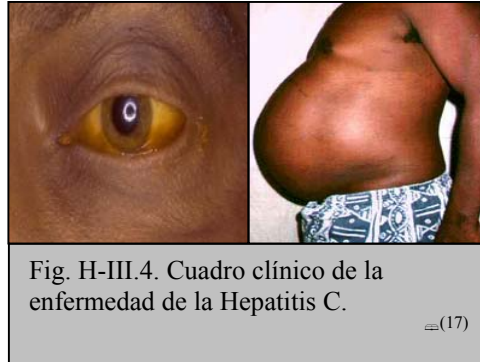 Fig. H-III.4. Cuadro clínico de la
enfermedad de la Hepatitis C.
(17)